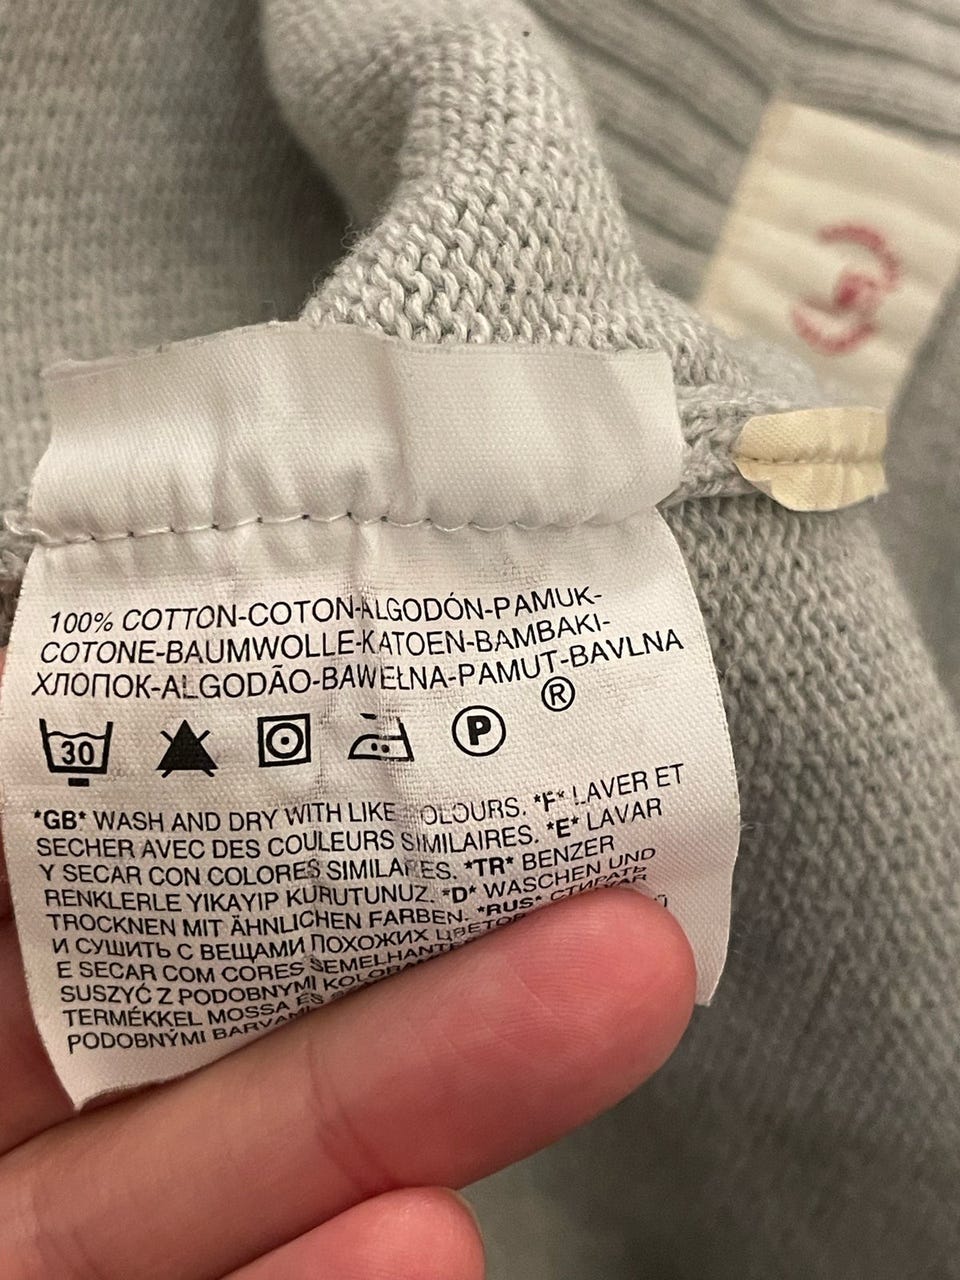 100% COTTON-COTON-ALGODÓN-PAMUK-
COTONE-BAUMWOLLE-KATOEN-BAMBAKI-
ХЛОПОК-ALGODÃO-BAWEŁNA-PAMUT-BAVLNA
®
30
P
*GB* WASH AND DRY WITH LIKE COLOURS. *F* LAVER ET
SECHER AVEC DES COULEURS SIMILAIRES. *E* LAVAR
Y SECAR CON COLORES SIMILARES. *TR* BENZER
RENKLERLE YIKAYIP KURUTUNUZ. *D* WASCHEN UND
TROCKNEN MIT ÄHNLICHEN FARBEN. *RUS* СТИРАТЬ
И СУШИТЬ С ВЕЩАМИ ПОХОЖИХ
E SECAR COM CORES
SUSZYĆ Z PODOBNYMI
TERMÉKKEL MOSSA ÉS
PODOBNÝMI